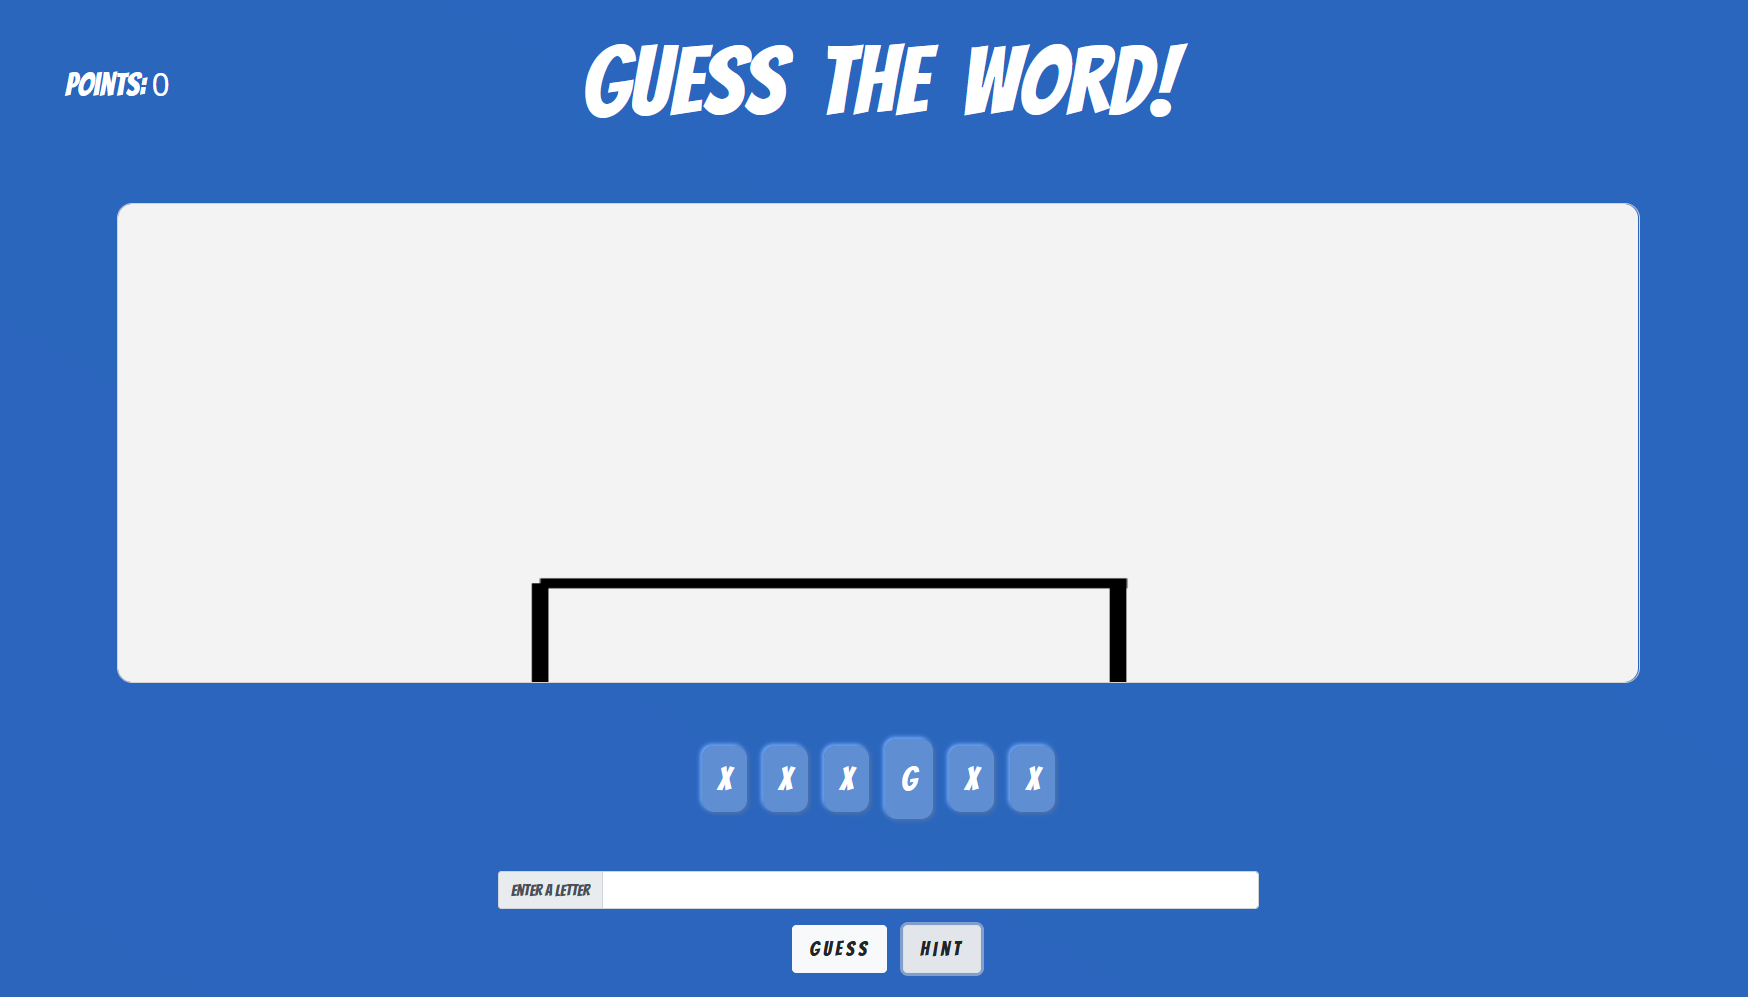 POINTS: 0
GUESS THE WORD!
X X X G X X
ENTER A LETTER
GUESS HINT